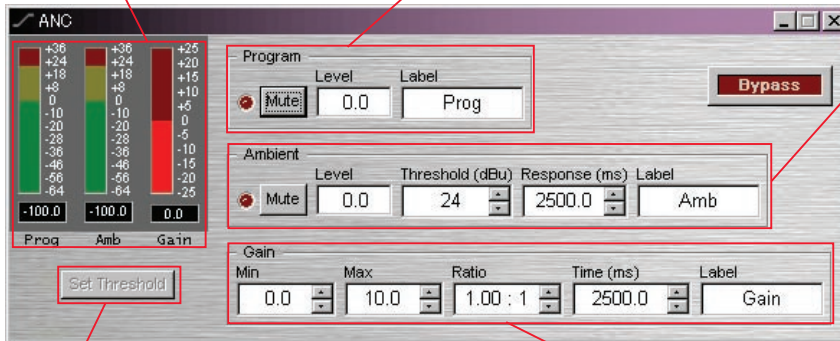 ANC
+36 +36 +25
+24 +24 +20
+18 +18 +15
+8 +8 +10
0 0 +5
-10 -10 0
-20 -20 -5
-28 -28 -10
-36 -36 -15
-46 -46 -20
-56 -56 -25
-64 -64
-100.0 -100.0 0.0
Prog Amb Gain
Set Threshold
Program
Level Label
Mute 0.0 Prog
Bypass
Ambient
Level Threshold (dBu) Response (ms) Label
Mute 0.0 24 2500.0 Amb
Gain
Min Max Ratio Time (ms) Label
0.0 10.0 1.00 : 1 2500.0 Gain